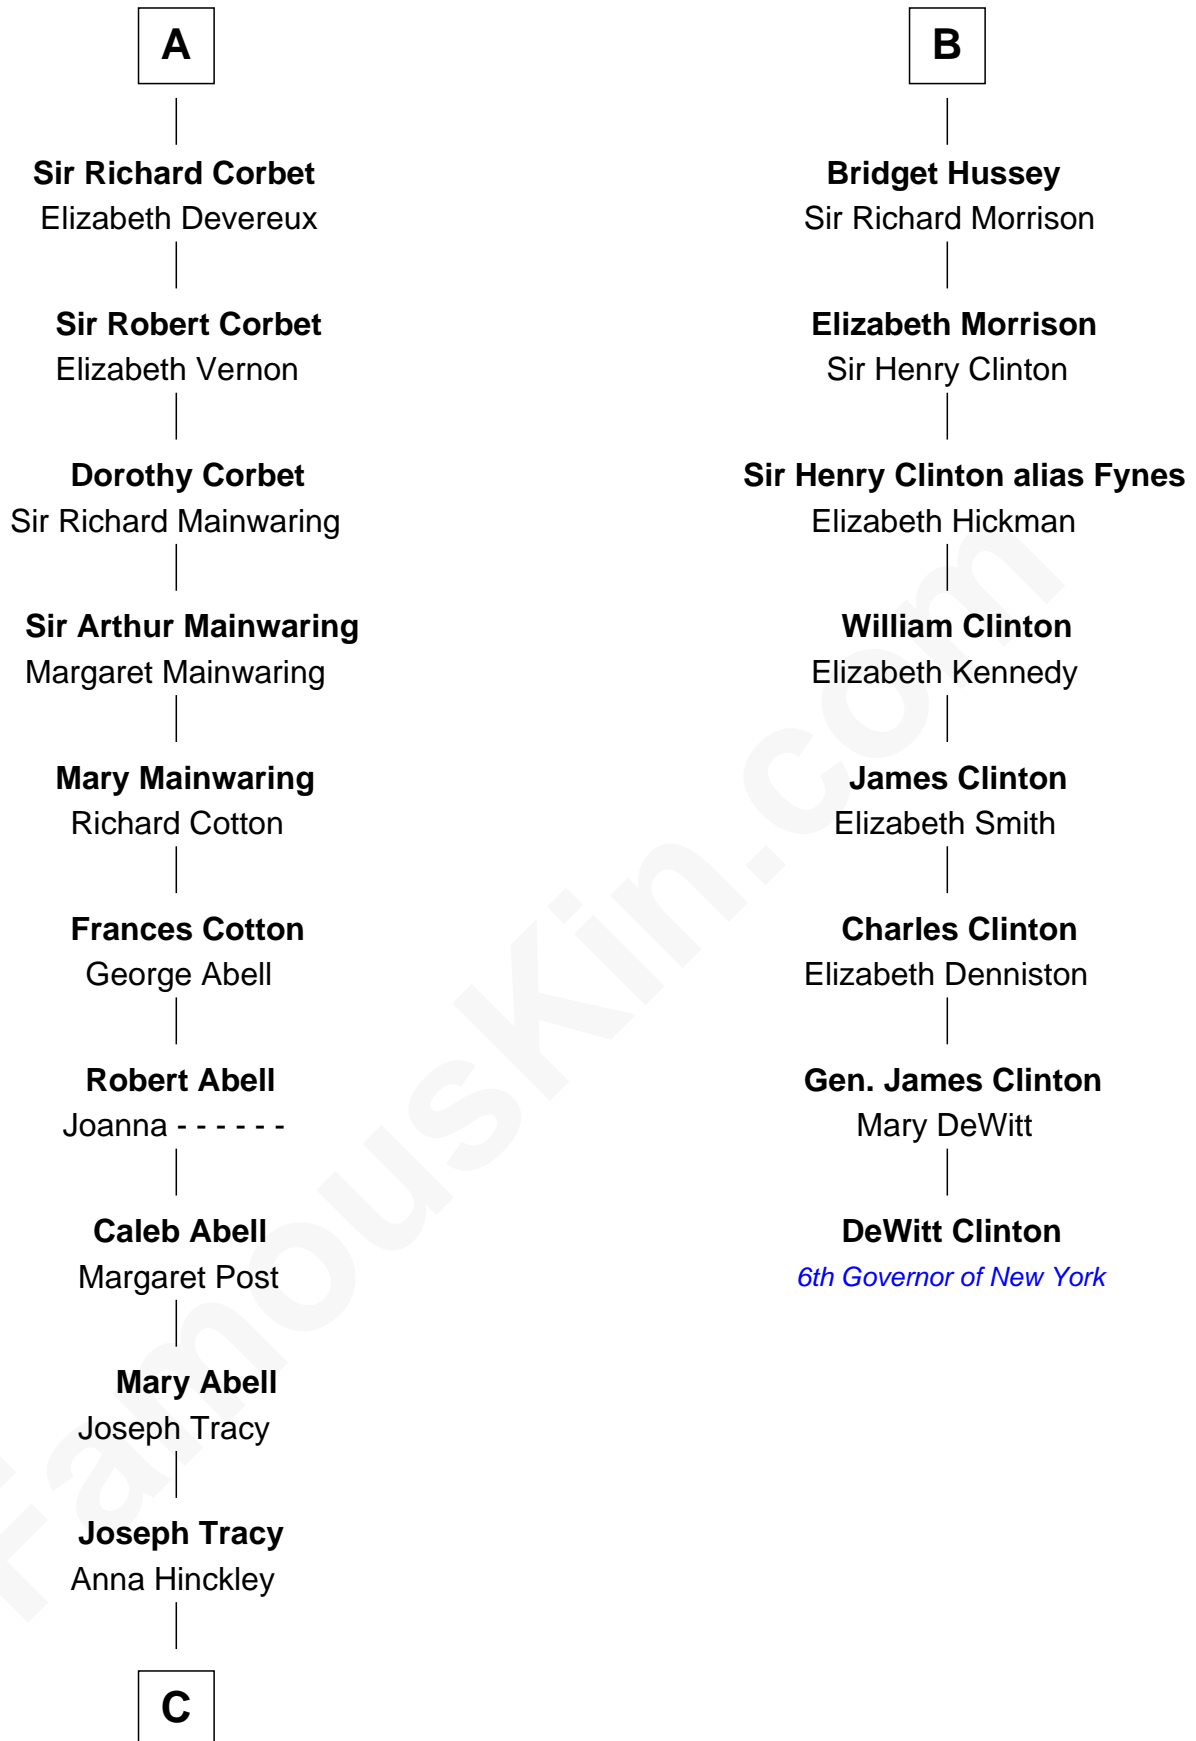 A
Sir Richard Corbet
Elizabeth Devereux
Sir Robert Corbet
Elizabeth Vernon
Dorothy Corbet
Sir Richard Mainwaring
Sir Arthur Mainwaring
Margaret Mainwaring
Mary Mainwaring
Richard Cotton
Frances Cotton
George Abell
Robert Abell
Joanna - - - - - -
Caleb Abell
Margaret Post
Mary Abell
Joseph Tracy
Joseph Tracy
Anna Hinckley
C
B
Bridget Hussey
Sir Richard Morrison
Elizabeth Morrison
Sir Henry Clinton
Sir Henry Clinton alias Fynes
Elizabeth Hickman
William Clinton
Elizabeth Kennedy
James Clinton
Elizabeth Smith
Charles Clinton
Elizabeth Denniston
Gen. James Clinton
Mary DeWitt
DeWitt Clinton
6th Governor of New York
FamousKin.com